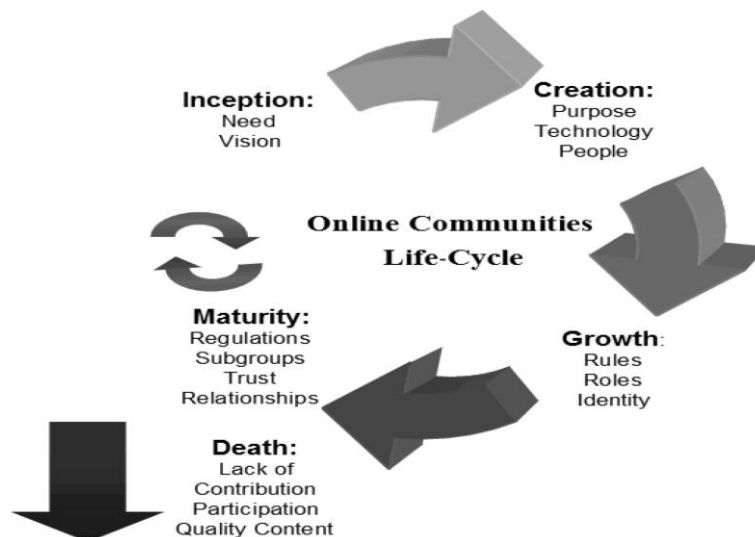 Inception:
Need
Vision
Creation:
Purpose
Technology
People
Online Communities
Life-Cycle
Growth:
Rules
Roles
Identity
Maturity:
Regulations
Subgroups
Trust
Relationships
Death:
Lack of
Contribution
Participation
Quality Content